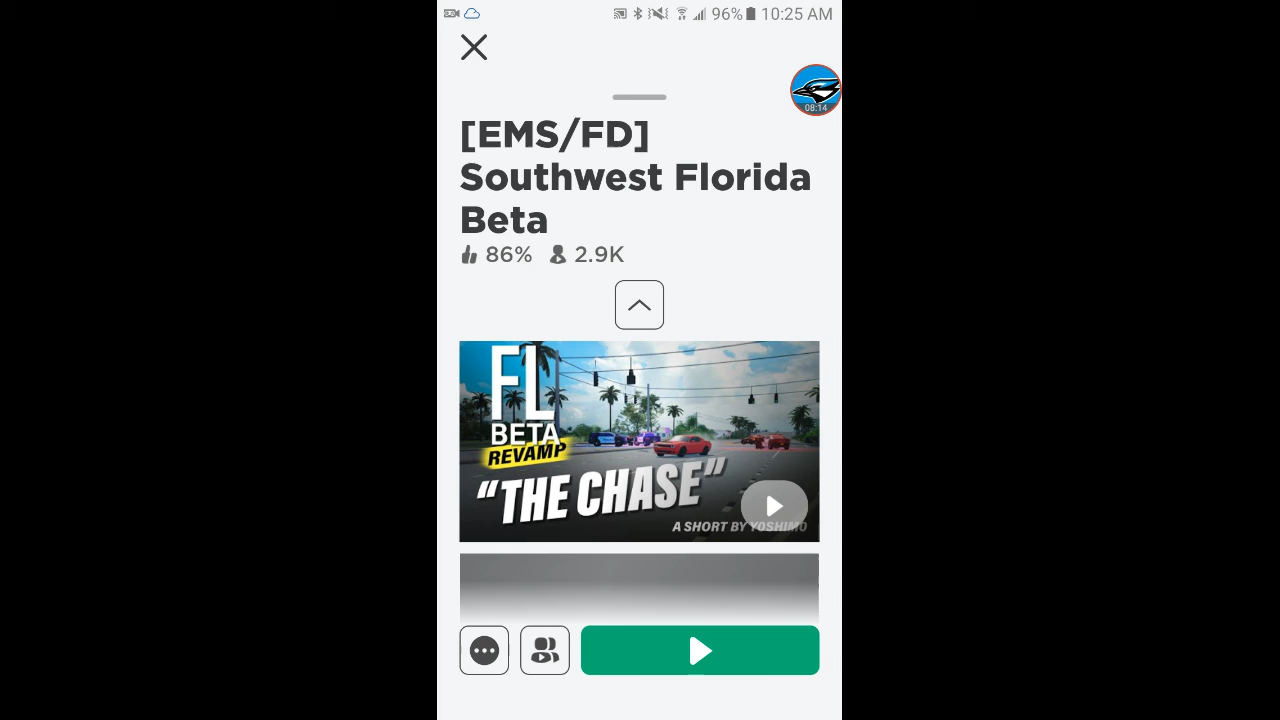 96% 10:25 AM
08:14
[EMS/FD]
Southwest Florida
Beta
86% 2.9K
FL
BETA
REVAMP
"THE CHASE"
A SHORT BY YOSHIMO